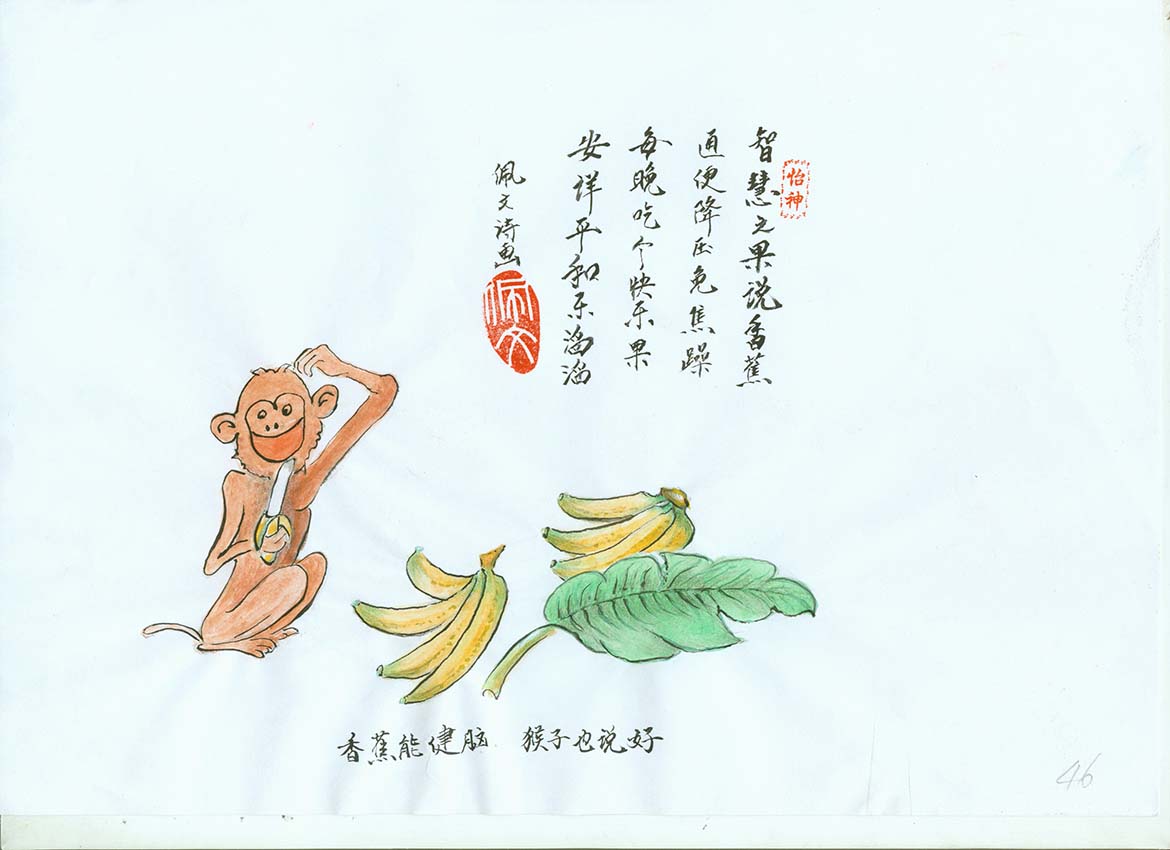 怡神
智慧之果说香蕉
通便降压免焦躁
每晚吃个快乐果
安详平和乐滔滔
佩文诗画
佩文
香蕉能健脑 猴子也说好
46